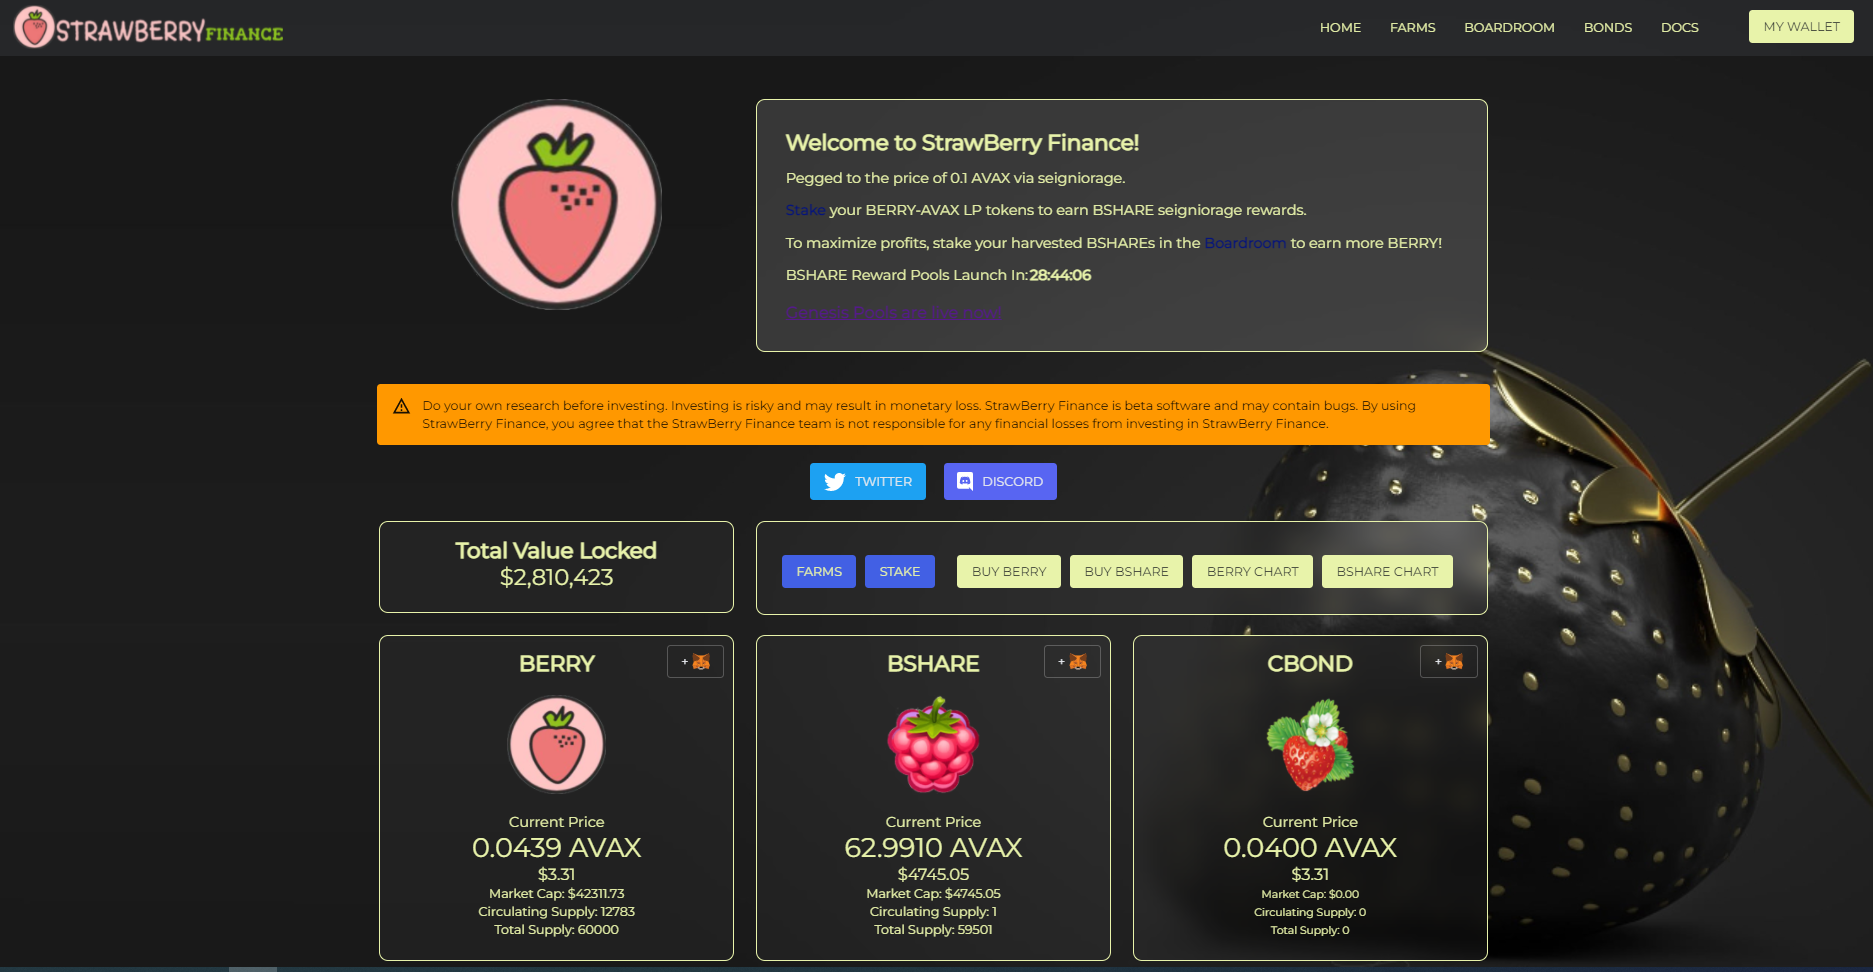 STRAWBERRY FINANCE
HOME FARMS BOARDROOM BONDS DOCS MY WALLET
Welcome to StrawBerry Finance!
Pegged to the price of 0.1 AVAX via seigniorage.
Stake your BERRY-AVAX LP tokens to earn BSHARE seigniorage rewards.
To maximize profits, stake your harvested BSHAREs in the Boardroom to earn more BERRY!
BSHARE Reward Pools Launch In: 28:44:06
Genesis Pools are live now!
Do your own research before investing. Investing is risky and may result in monetary loss. StrawBerry Finance is beta software and may contain bugs. By using
StrawBerry Finance, you agree that the StrawBerry Finance team is not responsible for any financial losses from investing in StrawBerry Finance.
TWITTER DISCORD
Total Value Locked
$2,810,423
FARMS STAKE BUY BERRY BUY BSHARE BERRY CHART BSHARE CHART
BERRY
+
Current Price
0.0439 AVAX
$3.31
Market Cap: $42311.73
Circulating Supply: 12783
Total Supply: 60000
BSHARE
+
Current Price
62.9910 AVAX
$4745.05
Market Cap: $4745.05
Circulating Supply: 1
Total Supply: 59501
CBOND
+
Current Price
0.0400 AVAX
$3.31
Market Cap: $0.00
Circulating Supply: 0
Total Supply: 0